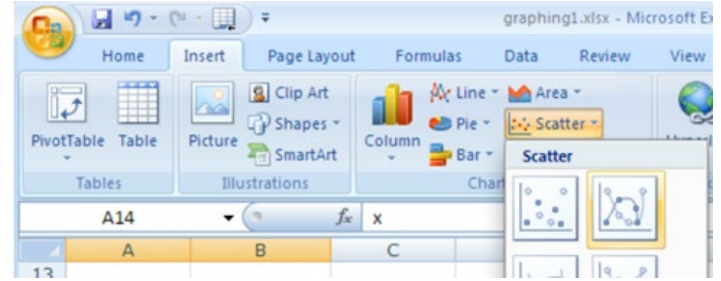 graphing1.xlsx - Microsoft Ex
Home Insert Page Layout Formulas Data Review View
Clip Art Line Area
Shapes Pie Scatter
PivotTable Table Picture SmartArt Column Bar Scatter
Tables Illustrations Char
A14 fx x
A B C
13